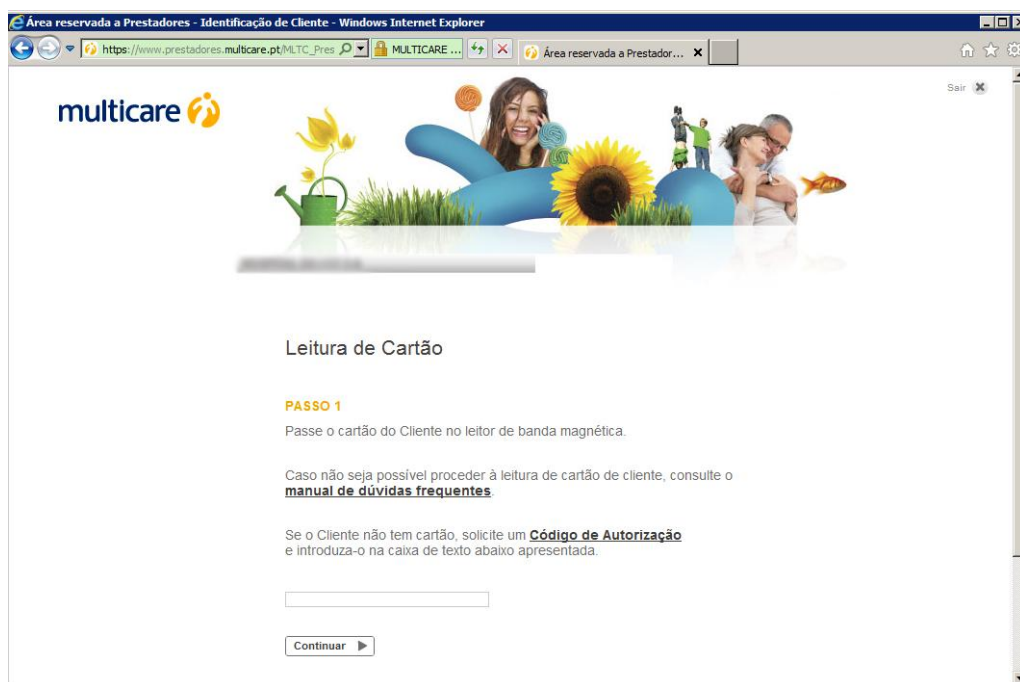 Área reservada a Prestadores - Identificação de Cliente - Windows Internet Explorer
https://www.prestadores.multicare.pt/MLTC_Pres
MULTICARE ...
Área reservada a Prestador...
Sair
multicare
Leitura de Cartão
PASSO 1
Passe o cartão do Cliente no leitor de banda magnética.
Caso não seja possível proceder à leitura de cartão de cliente, consulte o
manual de dúvidas frequentes.
Se o Cliente não tem cartão, solicite um Código de Autorização
e introduza-o na caixa de texto abaixo apresentada.
Continuar